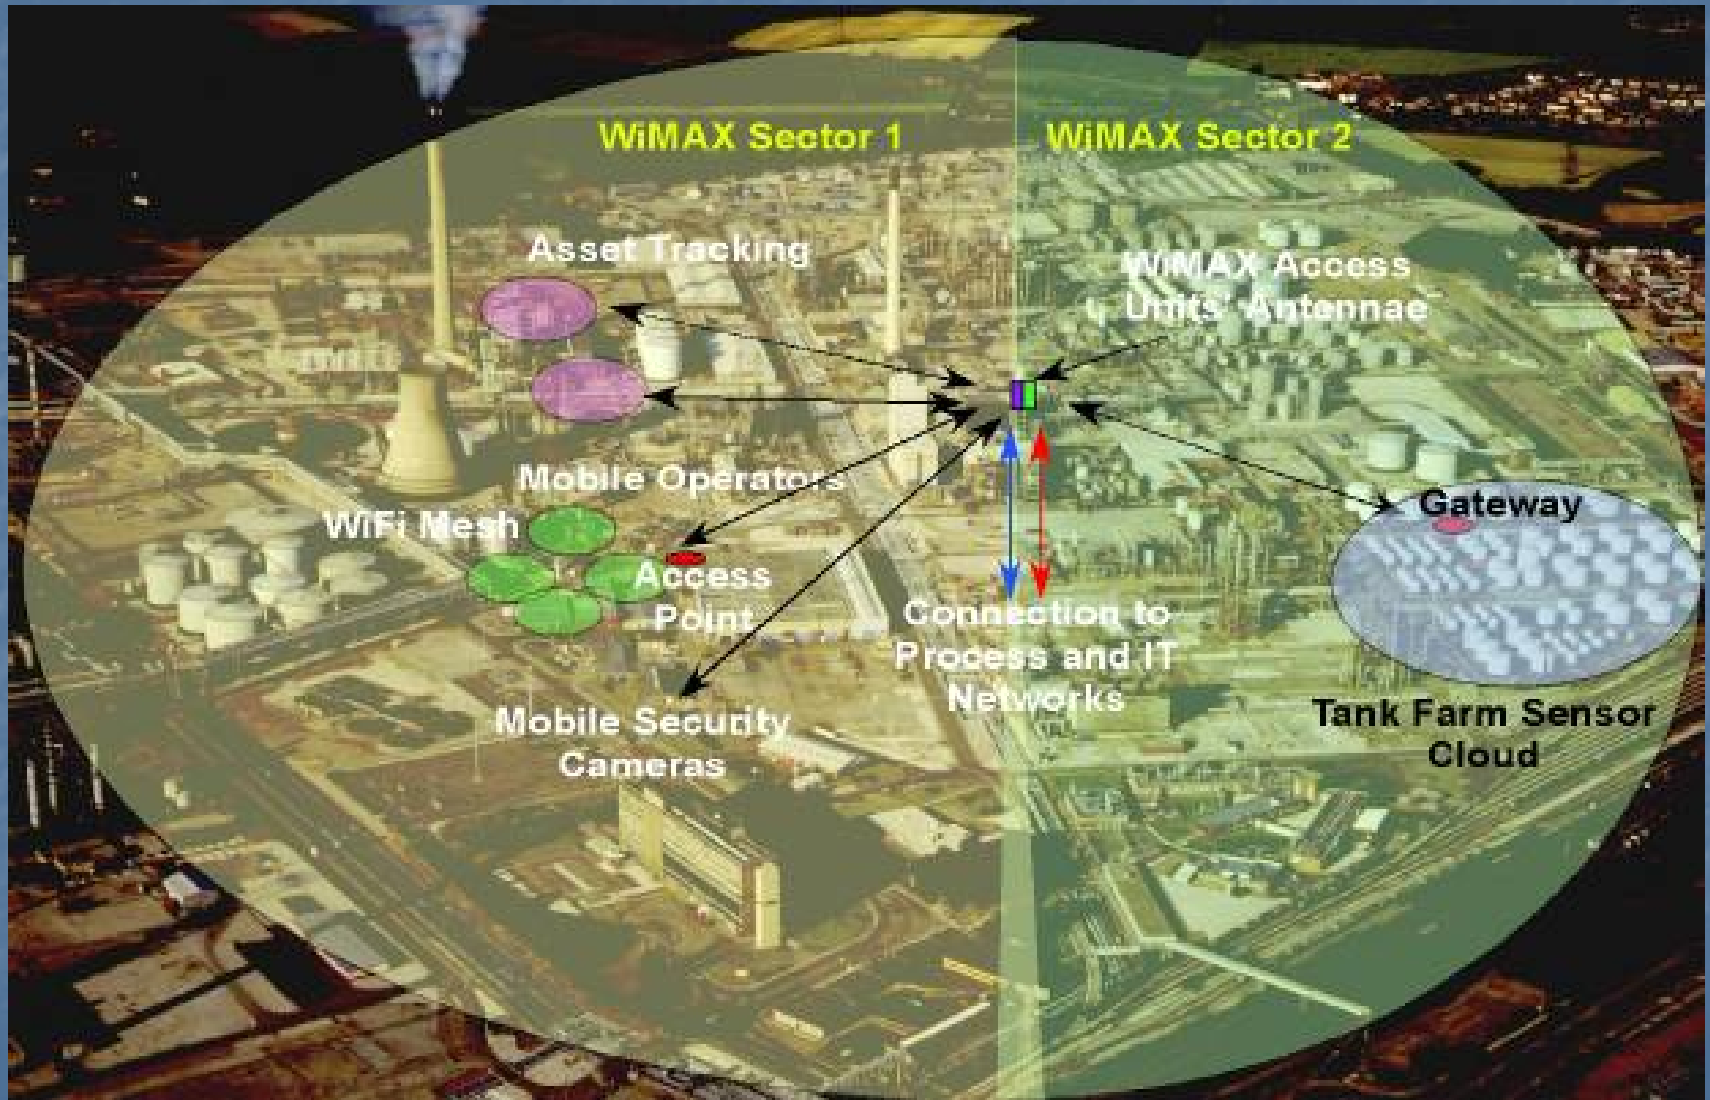 WiMAX Sector 1
WiMAX Sector 2
Asset Tracking
WiMAX Access
Units' Antennae
Mobile Operators
WiFi Mesh
Access
Point
Gateway
Connection to
Process and IT
Networks
Mobile Security
Cameras
Tank Farm Sensor
Cloud